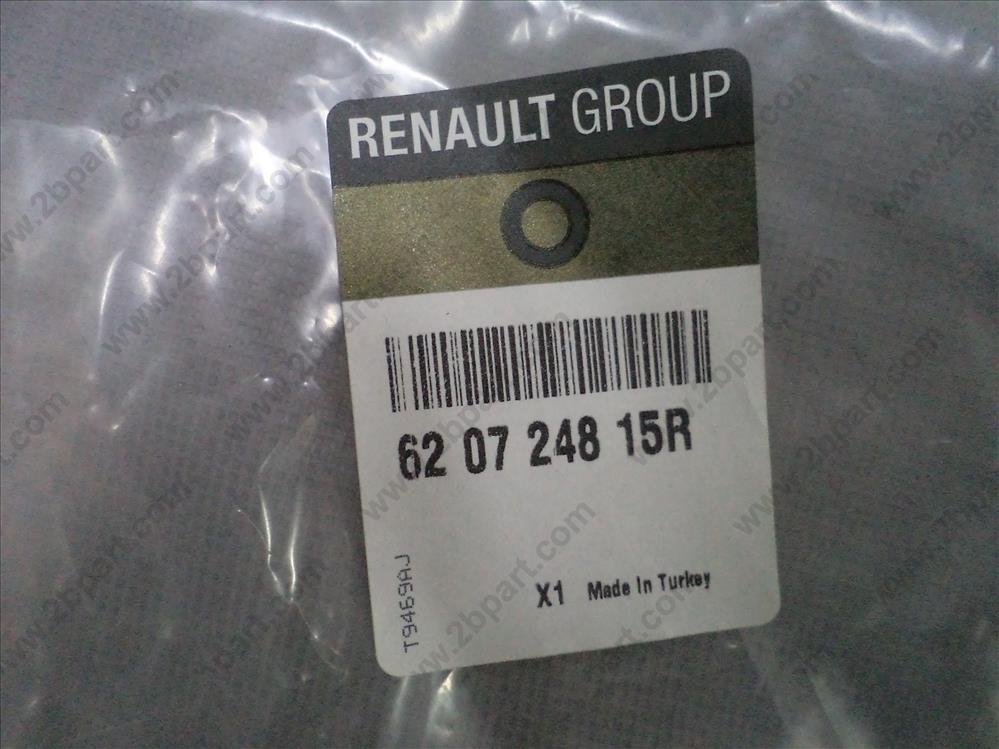 RENAULT GROUP
62 07 248 15R
X1 Made In Turkey
T9469AJ
www.2bpart.com